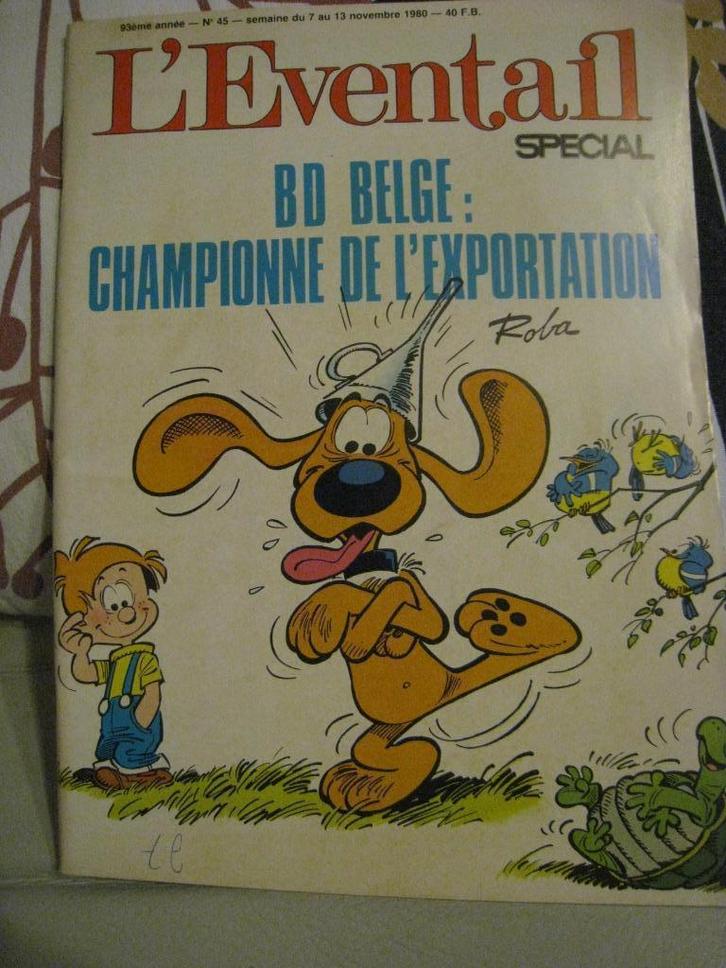 93ème année — N° 45 — semaine du 7 au 13 novembre 1980 — 40 F.B.
L'Eventail
SPECIAL
BD BELGE :
CHAMPIONNE DE L'EXPORTATION
Roba